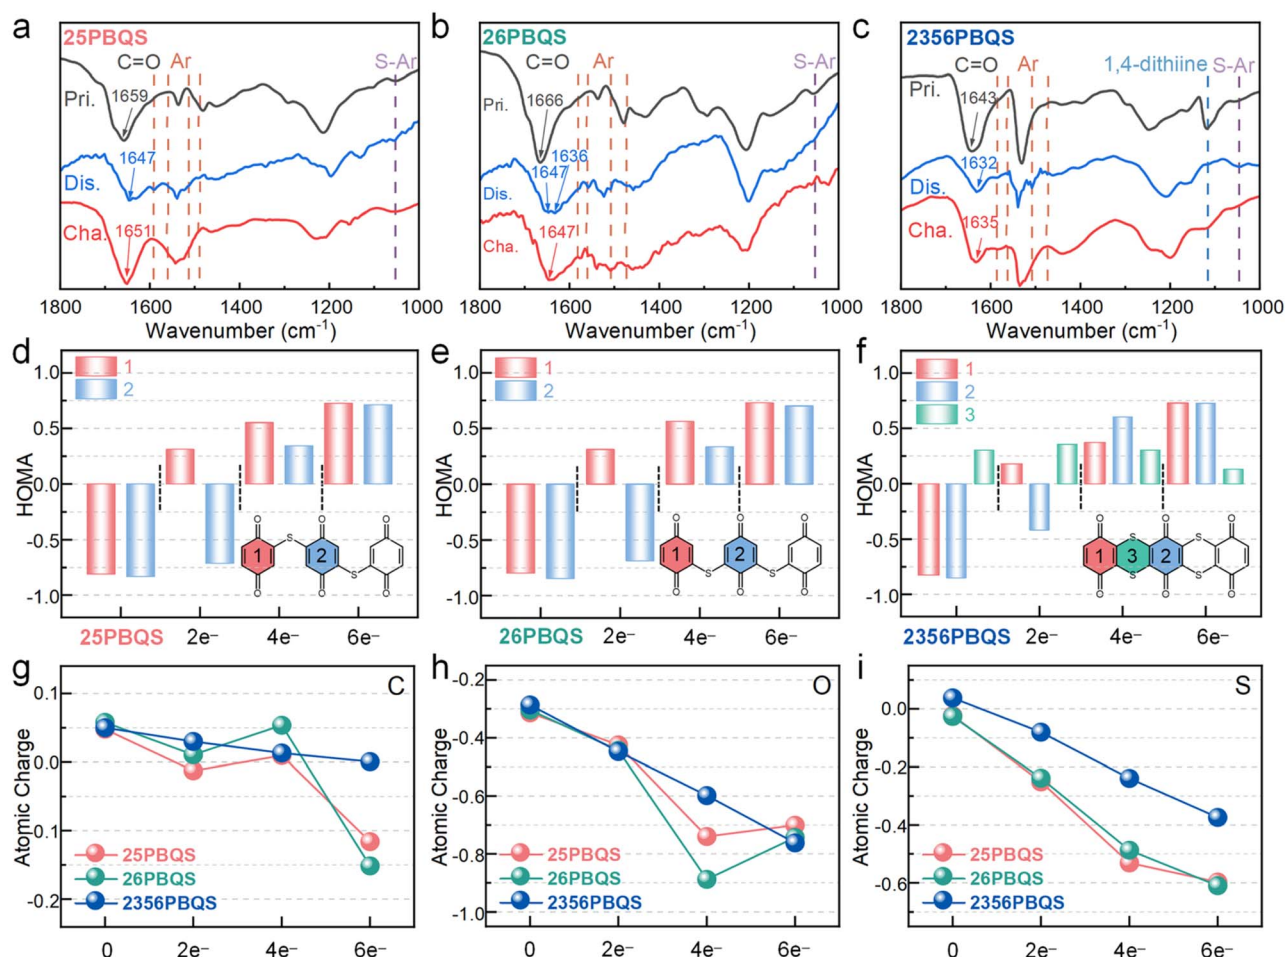 a
25PBQS
C=O
Ar
S-Ar
Pri.
1659
1647
Dis.
1651
Cha.
1800
1600
1400
1200
1000
Wavenumber (cm⁻¹)
b
26PBQS
C=O
Ar
S-Ar
Pri.
1666
1636
1647
Dis.
1647
Cha.
1800
1600
1400
1200
1000
Wavenumber (cm⁻¹)
c
2356PBQS
C=O
Ar
1,4-dithiine
S-Ar
Pri.
1643
1632
Dis.
1635
Cha.
1800
1600
1400
1200
1000
Wavenumber (cm⁻¹)
d
1
2
1.0
0.5
0.0
-0.5
-1.0
HOMA
O
O
O
S
1
2
S
O
O
O
25PBQS
2e⁻
4e⁻
6e⁻
e
1
2
1.0
0.5
0.0
-0.5
-1.0
HOMA
O
O
O
1
2
S
S
O
O
O
26PBQS
2e⁻
4e⁻
6e⁻
f
1
2
3
1.0
0.5
0.0
-0.5
-1.0
HOMA
O
O
O
S
S
1
3
2
S
S
O
O
O
2356PBQS
2e⁻
4e⁻
6e⁻
g
C
0.1
0.0
-0.1
-0.2
Atomic Charge
25PBQS
26PBQS
2356PBQS
0
2e⁻
4e⁻
6e⁻
h
O
-0.2
-0.4
-0.6
-0.8
-1.0
Atomic Charge
25PBQS
26PBQS
2356PBQS
0
2e⁻
4e⁻
6e⁻
i
S
0.0
-0.2
-0.4
-0.6
Atomic Charge
25PBQS
26PBQS
2356PBQS
0
2e⁻
4e⁻
6e⁻